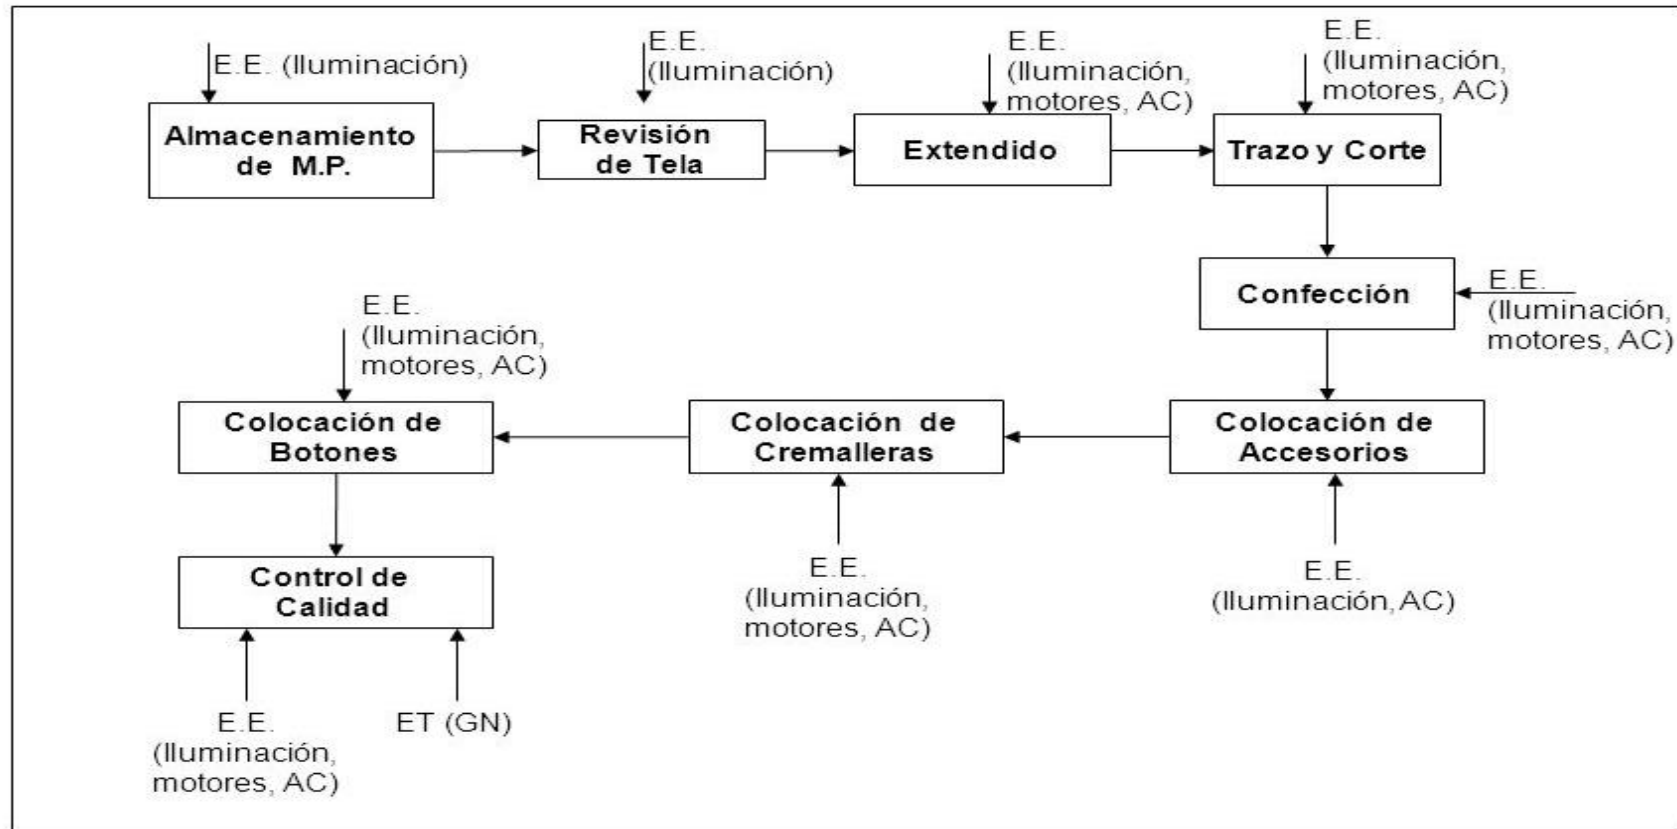 E.E. (Iluminación)
Almacenamiento
de M.P.
E.E.
(Iluminación)
Revisión
de Tela
E.E.
(Iluminación,
motores, AC)
Extendido
E.E.
(Iluminación,
motores, AC)
Trazo y Corte
Confección
E.E.
(Iluminación,
motores, AC)
Colocación de
Accesorios
E.E.
(Iluminación, AC)
Colocación de
Cremalleras
E.E.
(Iluminación,
motores, AC)
E.E.
(Iluminación,
motores, AC)
Colocación de
Botones
Control de
Calidad
E.E.
(Iluminación,
motores, AC)
ET (GN)